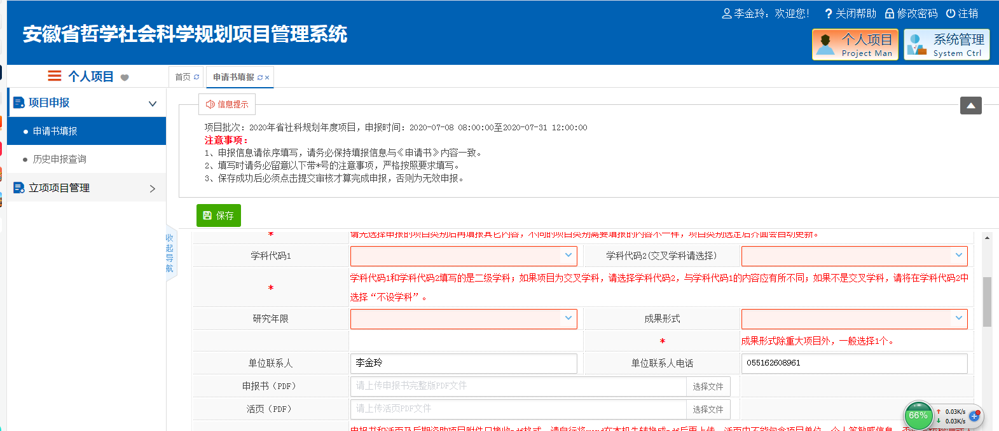 李金玲：欢迎您！ ? 关闭帮助 修改密码 注销
安徽省哲学社会科学规划项目管理系统
个人项目
Project Man
系统管理
System Ctrl
个人项目
首页
申请书填报
项目申报
申请书填报
历史申报查询
立项项目管理
收起导航
信息提示
项目批次：2020年省社科规划年度项目，申报时间：2020-07-08 08:00:00至2020-07-31 12:00:00
注意事项：
1、申报信息请依序填写，请务必保持填报信息与《申请书》内容一致。
2、填写时请务必留意以下带*号的注意事项，严格按照要求填写。
3、保存成功后必须点击提交审核才算完成申报，否则为无效申报。
保存
* 请先选择申报的项目类别后再填报其它内容，不同的项目类别需要填报的内容不一样，项目类别选定后界面会自动更新。
学科代码1 学科代码2(交叉学科请选择)
* 学科代码1和学科代码2填写的是二级学科；如果项目为交叉学科，请选择学科代码2，与学科代码1的内容应有所不同；如果不是交叉学科，请将在学科代码2中
选择“不设学科”。
研究年限 成果形式
* 成果形式除重大项目外，一般选择1个。
单位联系人 李金玲 单位联系人电话 055162608961
申报书（PDF） 请上传申报书完整版PDF文件 选择文件
活页（PDF） 请上传活页PDF文件 选择文件
申报书和活页及后期资助项目附件只接收pdf格式，请自行将word在本机先转换成pdf后再上传。活页中不能包含项目单位、个人等敏感信息，否
66%
0.03K/s
0.03K/s